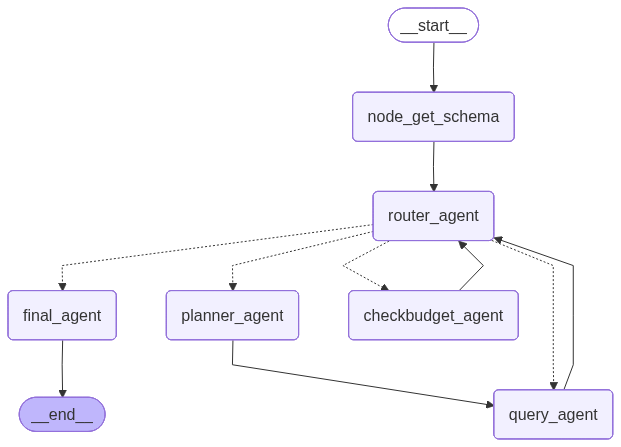 __start__
node_get_schema
router_agent
final_agent
planner_agent
checkbudget_agent
__end__
query_agent